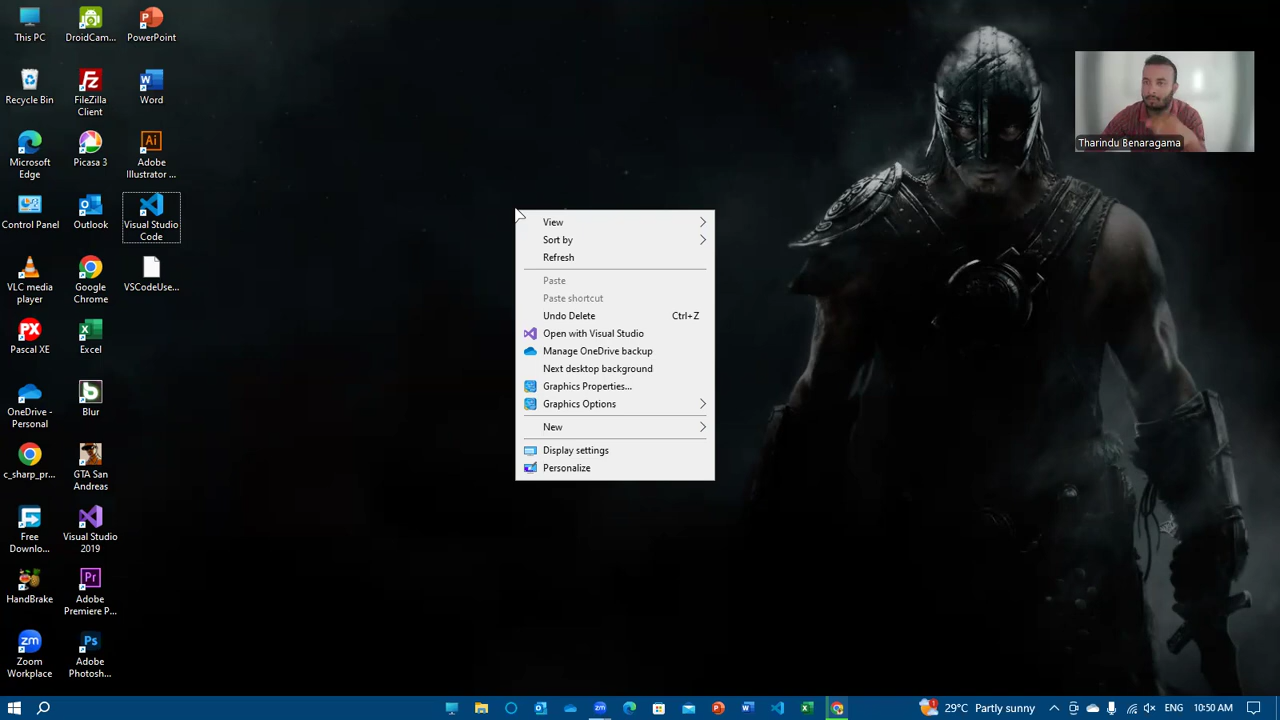 This PC
DroidCam...
PowerPoint
Recycle Bin
FileZilla
Client
Word
Microsoft
Edge
Picasa 3
Adobe
Illustrator ...
Control Panel
Outlook
Visual Studio
Code
VLC media
player
Google
Chrome
VSCodeUse...
Pascal XE
Excel
OneDrive -
Personal
Blur
c_sharp_pr...
GTA San
Andreas
Free
Downlo...
Visual Studio
2019
HandBrake
Adobe
Premiere P...
Zoom
Workplace
Adobe
Photosh...
View
Sort by
Refresh
Paste
Paste shortcut
Undo Delete Ctrl+Z
Open with Visual Studio
Manage OneDrive backup
Next desktop background
Graphics Properties...
Graphics Options
New
Display settings
Personalize
Tharindu Benaragama
29°C Partly sunny
ENG
10:50 AM